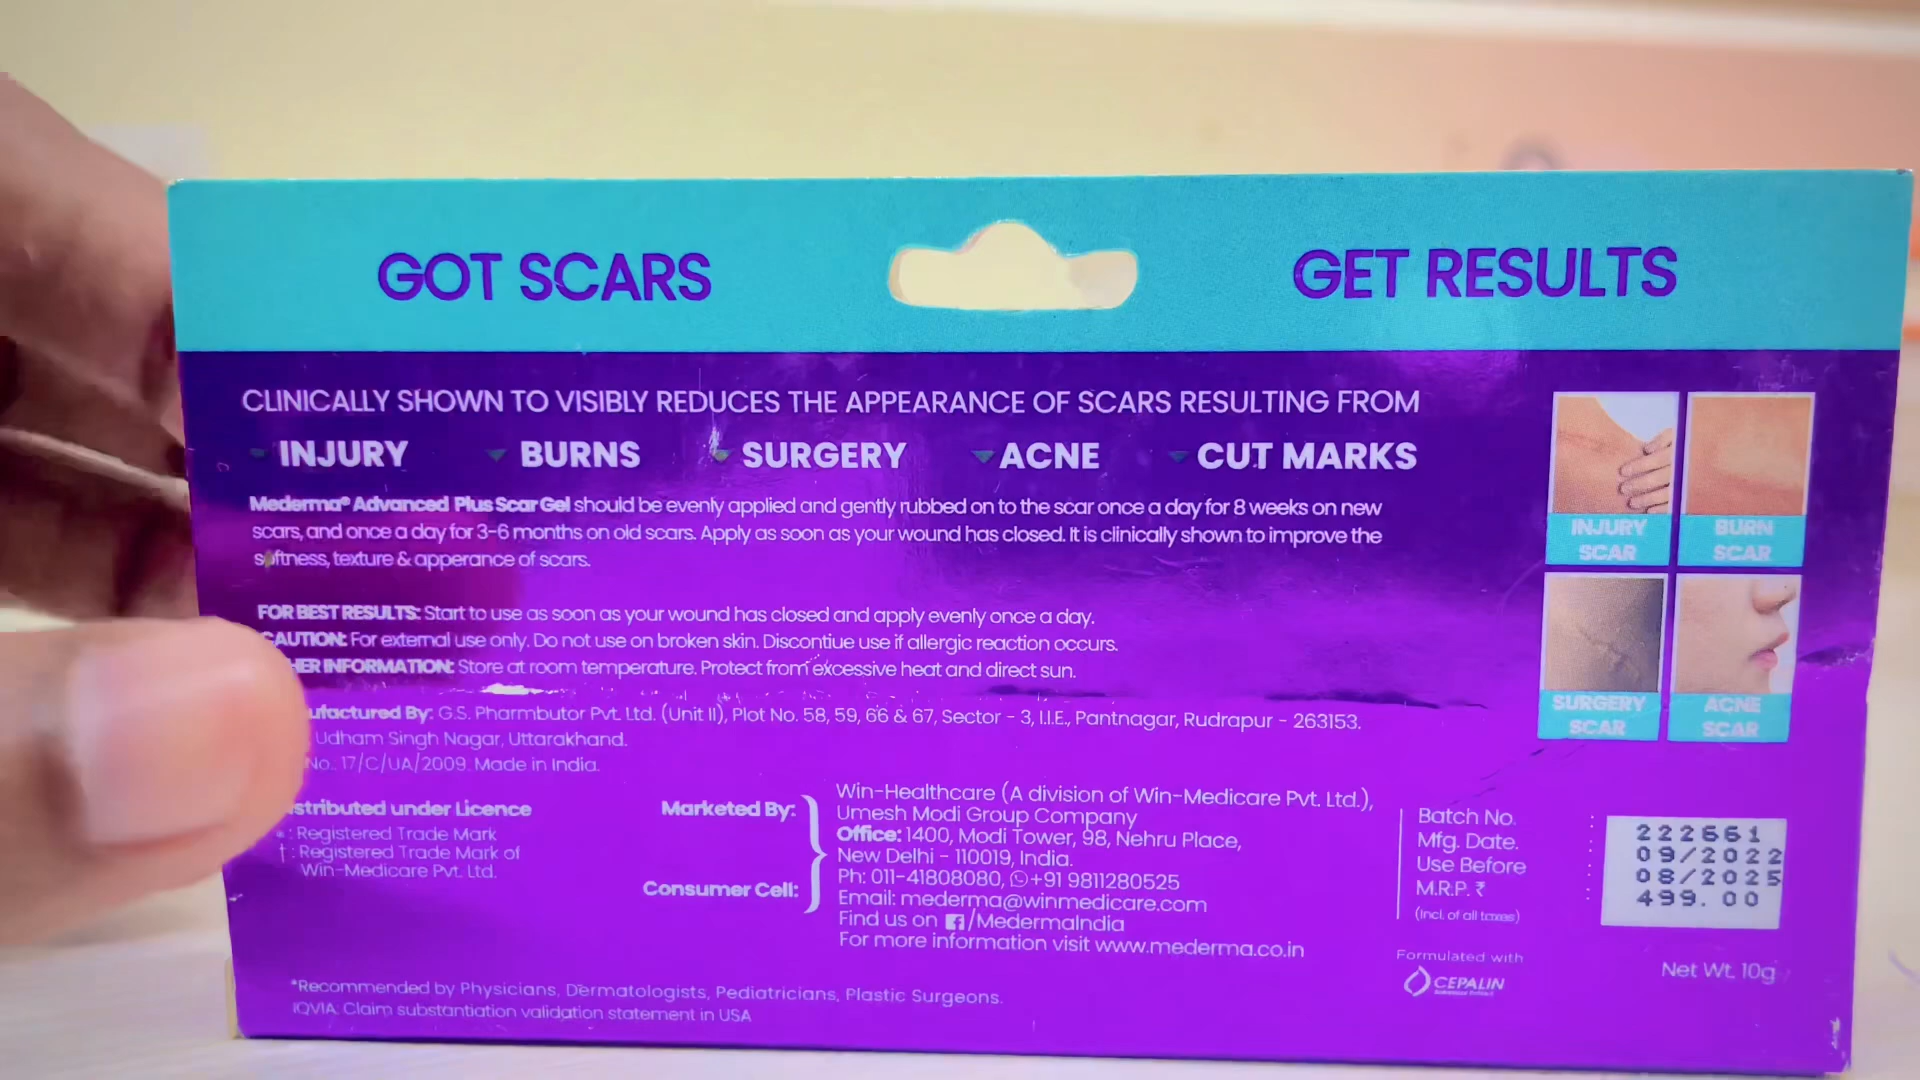 GOT SCARS
GET RESULTS
CLINICALLY SHOWN TO VISIBLY REDUCES THE APPEARANCE OF SCARS RESULTING FROM
INJURY BURNS SURGERY ACNE CUT MARKS
Mederma® Advanced Plus Scar Gel should be evenly applied and gently rubbed on to the scar once a day for 8 weeks on new
scars, and once a day for 3-6 months on old scars. Apply as soon as your wound has closed. It is clinically shown to improve the
softness, texture & apperance of scars.
FOR BEST RESULTS: Start to use as soon as your wound has closed and apply evenly once a day.
CAUTION: For external use only. Do not use on broken skin. Discontiue use if allergic reaction occurs.
HER INFORMATION: Store at room temperature. Protect from excessive heat and direct sun.
ufactured By: G.S. Pharmbutor Pvt. Ltd. (Unit II), Plot No. 58, 59, 66 & 67, Sector - 3, I.I.E., Pantnagar, Rudrapur - 263153.
Udham Singh Nagar, Uttarakhand.
No.. 17/C/UA/2009. Made in India.
stributed under Licence
: Registered Trade Mark
† : Registered Trade Mark of
Win-Medicare Pvt. Ltd.
Marketed By:
Consumer Cell:
Win-Healthcare (A division of Win-Medicare Pvt. Ltd.),
Umesh Modi Group Company
Office: 1400, Modi Tower, 98, Nehru Place,
New Delhi - 110019, India.
Ph: 011-41808080, +91 9811280525
Email: mederma@winmedicare.com
Find us on /MedermaIndia
For more information visit www.mederma.co.in
INJURY
SCAR
BURN
SCAR
SURGERY
SCAR
ACNE
SCAR
Batch No. : 222661
Mfg. Date. : 09/2022
Use Before : 08/2025
M.R.P. ₹ : 499.00
(Incl. of all taxes)
Formulated with
CEPALIN
Net Wt. 10g
*Recommended by Physicians, Dermatologists, Pediatricians, Plastic Surgeons.
IQVIA: Claim substantiation validation statement in USA